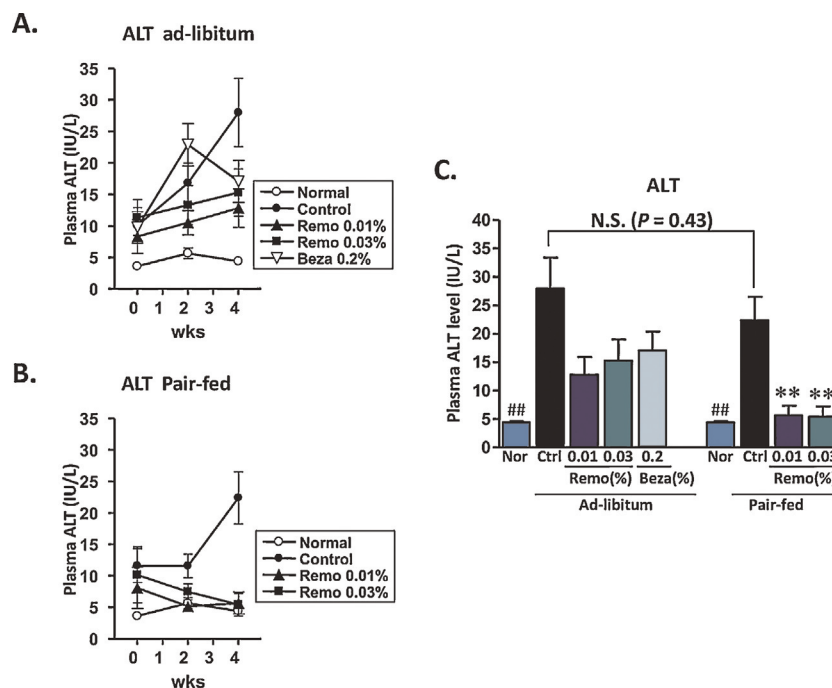 A.
ALT ad-libitum
35
30
25
20
15
10
5
0
Plasma ALT (IU/L)
0 1 2 3 4
wks
Normal
Control
Remo 0.01%
Remo 0.03%
Beza 0.2%
B.
ALT Pair-fed
35
30
25
20
15
10
5
0
Plasma ALT (IU/L)
0 1 2 3 4
wks
Normal
Control
Remo 0.01%
Remo 0.03%
C.
ALT
N.S. (P = 0.43)
40
35
30
25
20
15
10
5
0
Plasma ALT level (IU/L)
## ## ** **
Nor Ctrl 0.01 0.03 0.2 Nor Ctrl 0.01 0.03
Remo(%) Beza(%) Remo(%
Ad-libitum Pair-fed